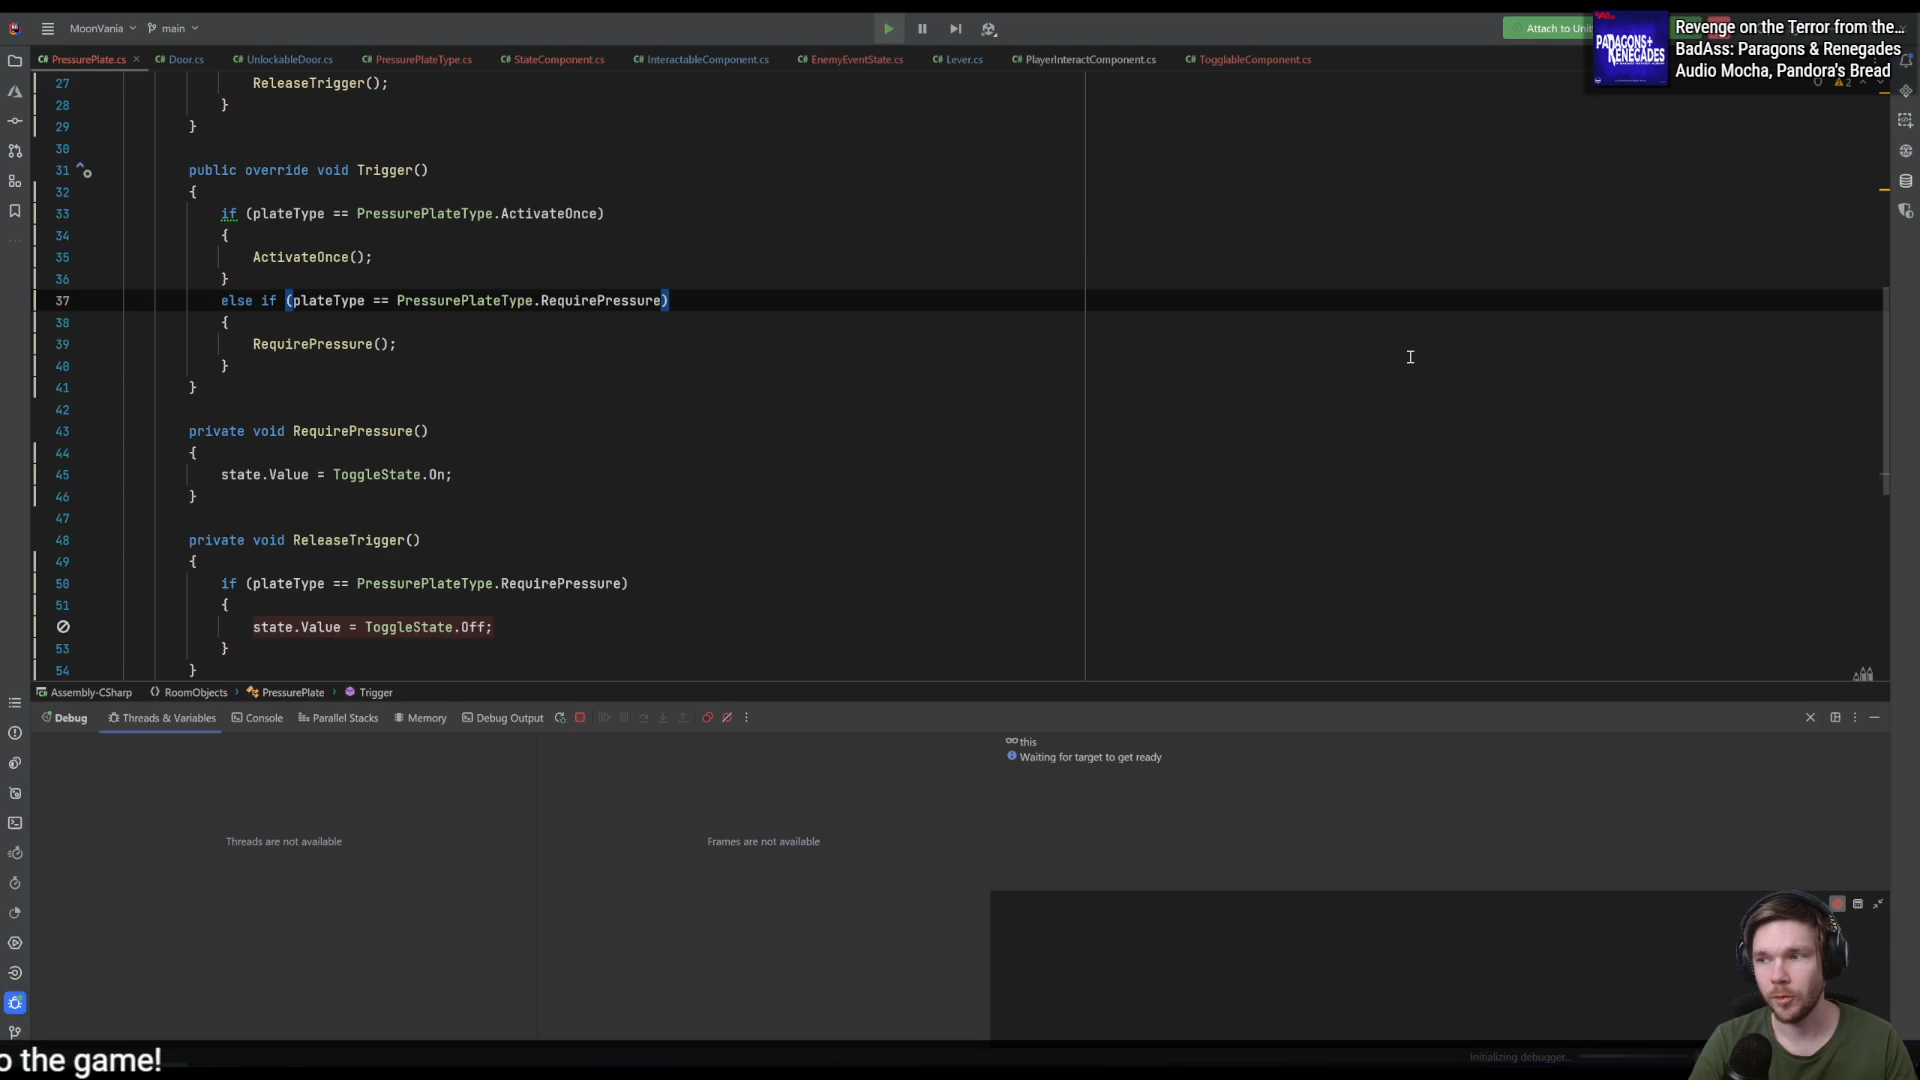 MoonVania main
Attach to Unit
PARAGONS+ RENEGADES
Revenge on the Terror from the...
BadAss: Paragons & Renegades
Audio Mocha, Pandora's Bread
C# PressurePlate.cs C# Door.cs C# UnlockableDoor.cs C# PressurePlateType.cs C# StateComponent.cs C# InteractableComponent.cs C# EnemyEventState.cs C# Lever.cs C# PlayerInteractComponent.cs C# TogglableComponent.cs
2
27 ReleaseTrigger();
28 }
29 }
30
31 public override void Trigger()
32 {
33 if (plateType == PressurePlateType.ActivateOnce)
34 {
35 ActivateOnce();
36 }
37 else if (plateType == PressurePlateType.RequirePressure)
38 {
39 RequirePressure();
40 }
41 }
42
43 private void RequirePressure()
44 {
45 state.Value = ToggleState.On;
46 }
47
48 private void ReleaseTrigger()
49 {
50 if (plateType == PressurePlateType.RequirePressure)
51 {
state.Value = ToggleState.Off;
53 }
54 }
Assembly-CSharp RoomObjects PressurePlate Trigger
Debug Threads & Variables Console Parallel Stacks Memory Debug Output
this
Waiting for target to get ready
Threads are not available Frames are not available
Initializing debugger...
o the game!